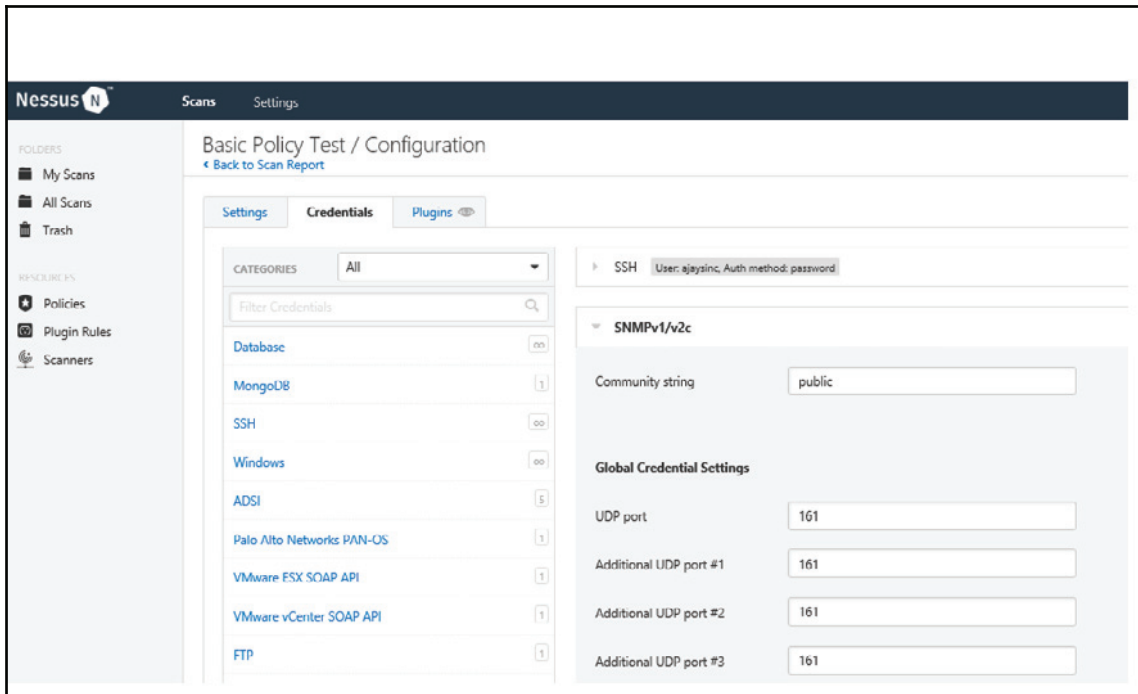 Nessus N
Scans Settings
FOLDERS
My Scans
All Scans
Trash
RESOURCES
Policies
Plugin Rules
Scanners
Basic Policy Test / Configuration
Back to Scan Report
Settings Credentials Plugins
CATEGORIES All
Filter Credentials
Database ∞
MongoDB 1
SSH ∞
Windows ∞
ADSI 5
Palo Alto Networks PAN-OS 1
VMware ESX SOAP API 1
VMware vCenter SOAP API 1
FTP 1
SSH User: ajaysinc, Auth method: password
SNMPv1/v2c
Community string public
Global Credential Settings
UDP port 161
Additional UDP port #1 161
Additional UDP port #2 161
Additional UDP port #3 161